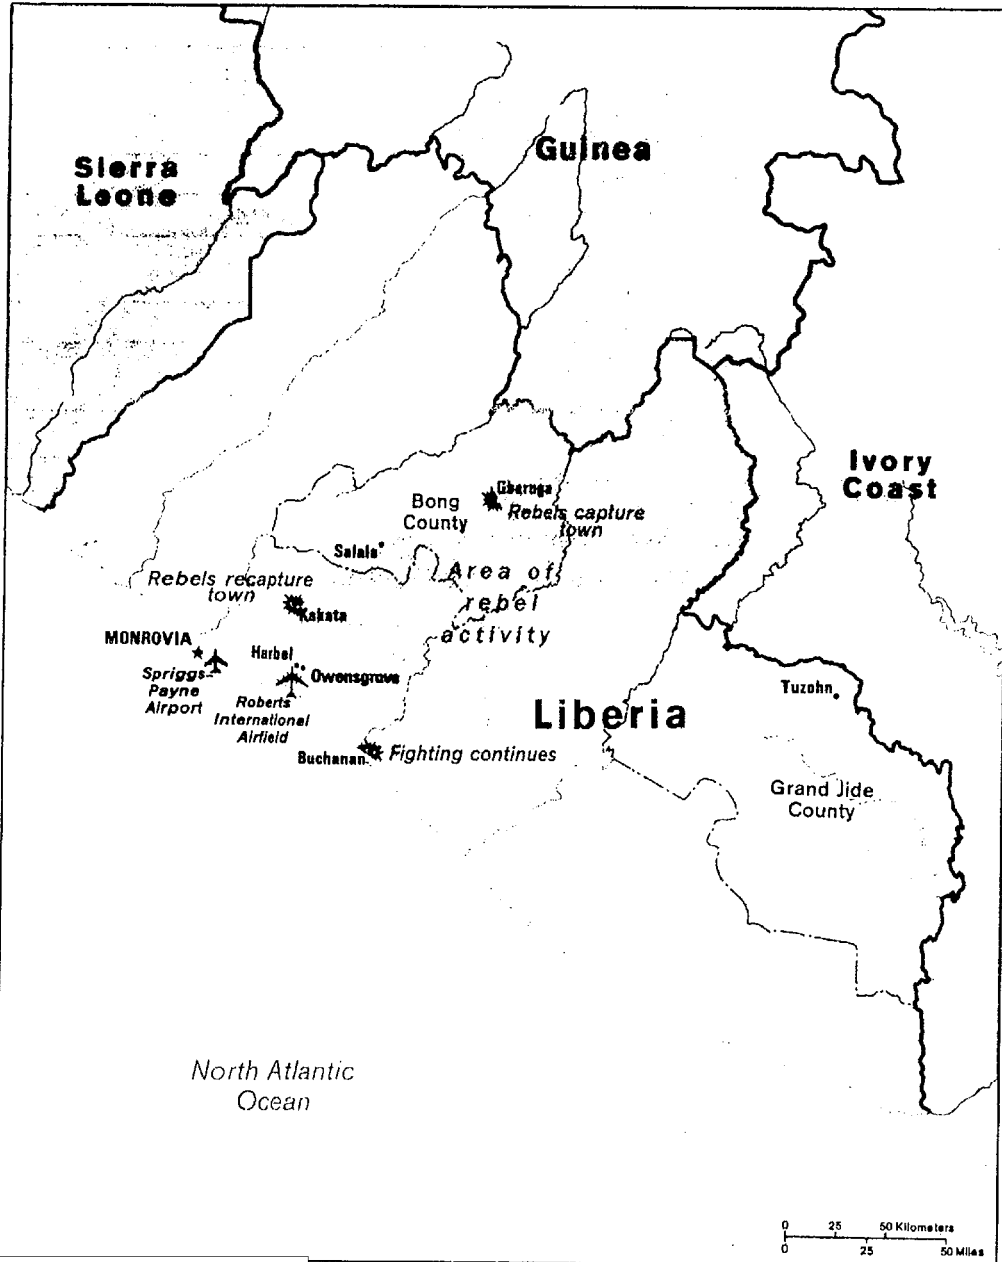 Sierra
Leone
Guinea
Ivory
Coast
Gbarnga
Rebels capture
town
Bong
County
Salala
Area of
rebel
activity
Rebels recapture
town
Kakata
MONROVIA
Spriggs-
Payne
Airport
Harbel
Owensgrove
Roberts
International
Airfield
Buchanan
Fighting continues
Liberia
Tuzohn
Grand Jide
County
North Atlantic
Ocean
0 25 50 Kilometers
0 25 50 Miles